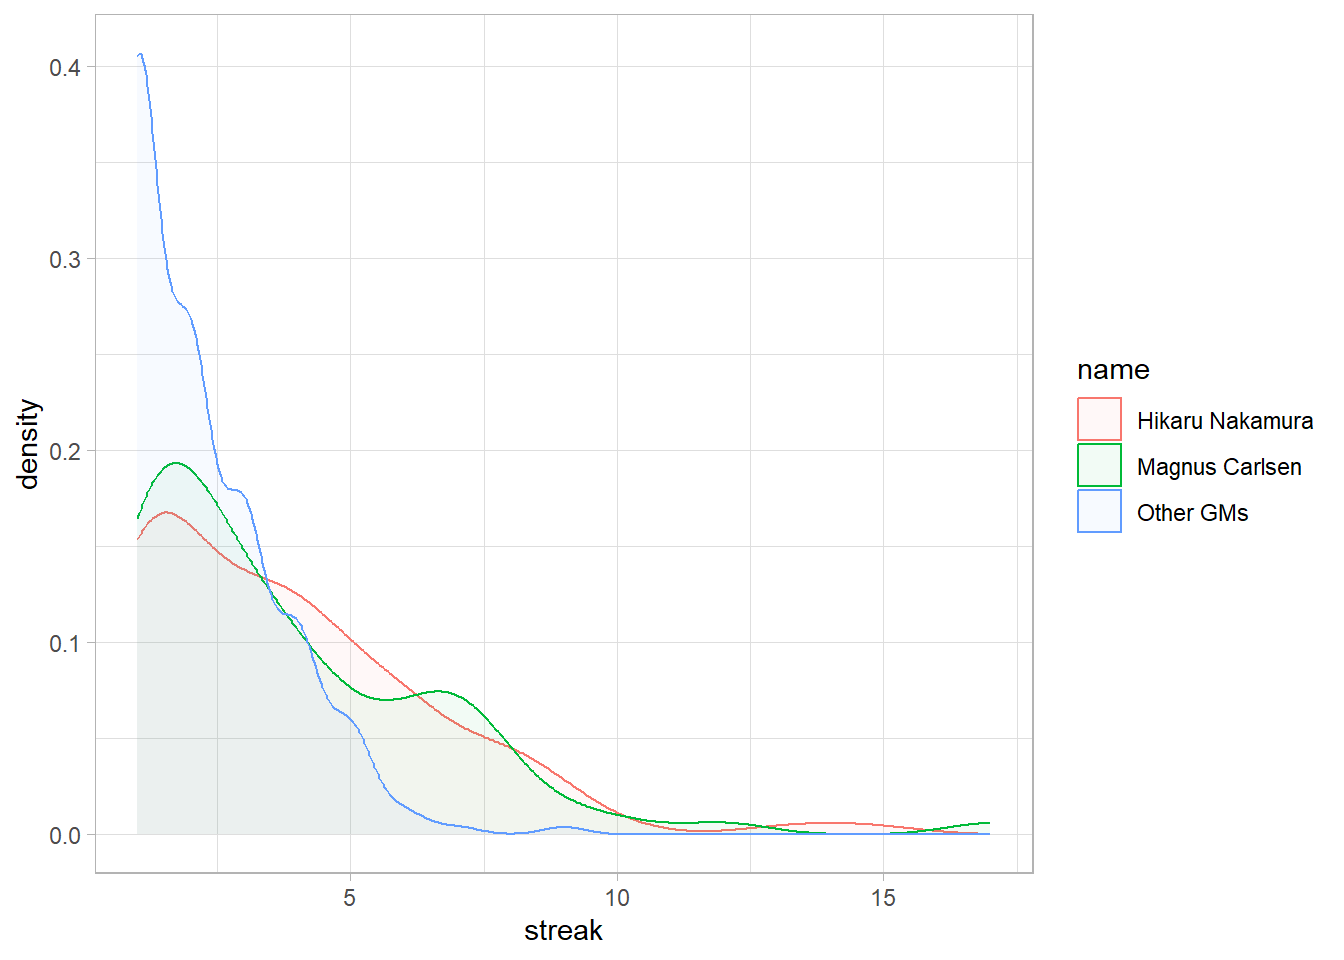 0.4
0.3
0.2
0.1
0.0
density
5
10
15
streak
name
Hikaru Nakamura
Magnus Carlsen
Other GMs